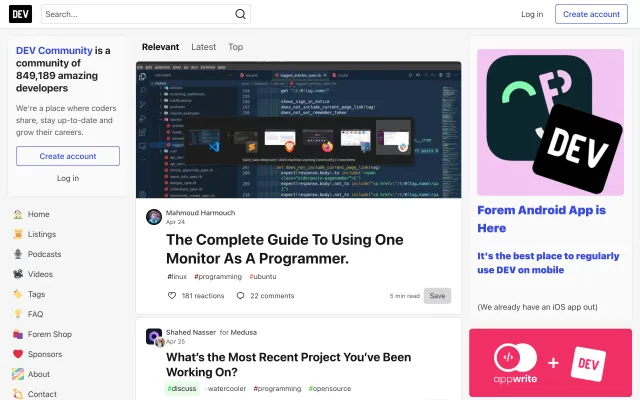 DEV
Search...
Log in
Create account
DEV Community is a
community of
849,189 amazing
developers
We're a place where coders
share, stay up-to-date and
grow their careers.
Create account
Log in
Home
Listings
Podcasts
Videos
Tags
FAQ
Forem Shop
Sponsors
About
Contact
Relevant
Latest
Top
Mahmoud Harmouch
Apr 24
The Complete Guide To Using One
Monitor As A Programmer.
#linux #programming #ubuntu
181 reactions
22 comments
5 min read
Save
Shahed Nasser for Medusa
Apr 25
What's the Most Recent Project You've Been
Working On?
#discuss #watercooler #programming #opensource
DEV
Forem Android App is
Here
It's the best place to regularly
use DEV on mobile
(We already have an iOS app out)
appwrite
+
DEV